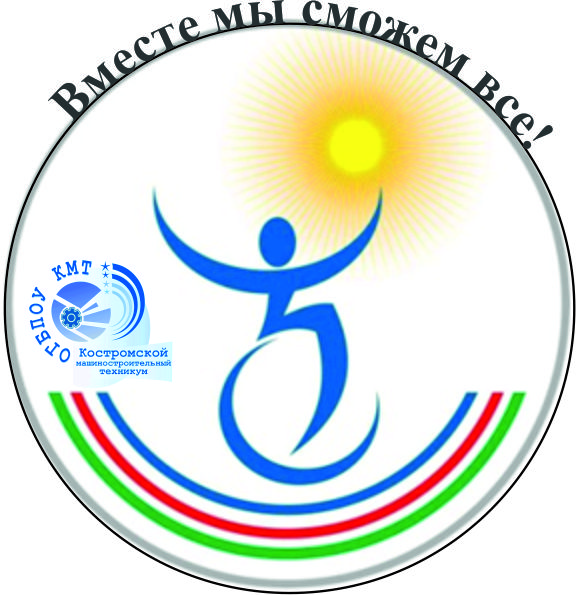 Вместе мы сможем все!
ОГБПОУ КМТ
Костромской
машиностроительный
техникум